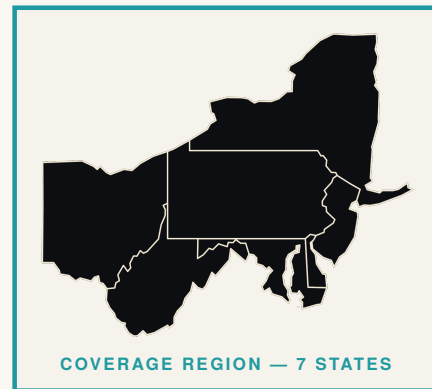 COVERAGE REGION — 7 STATES